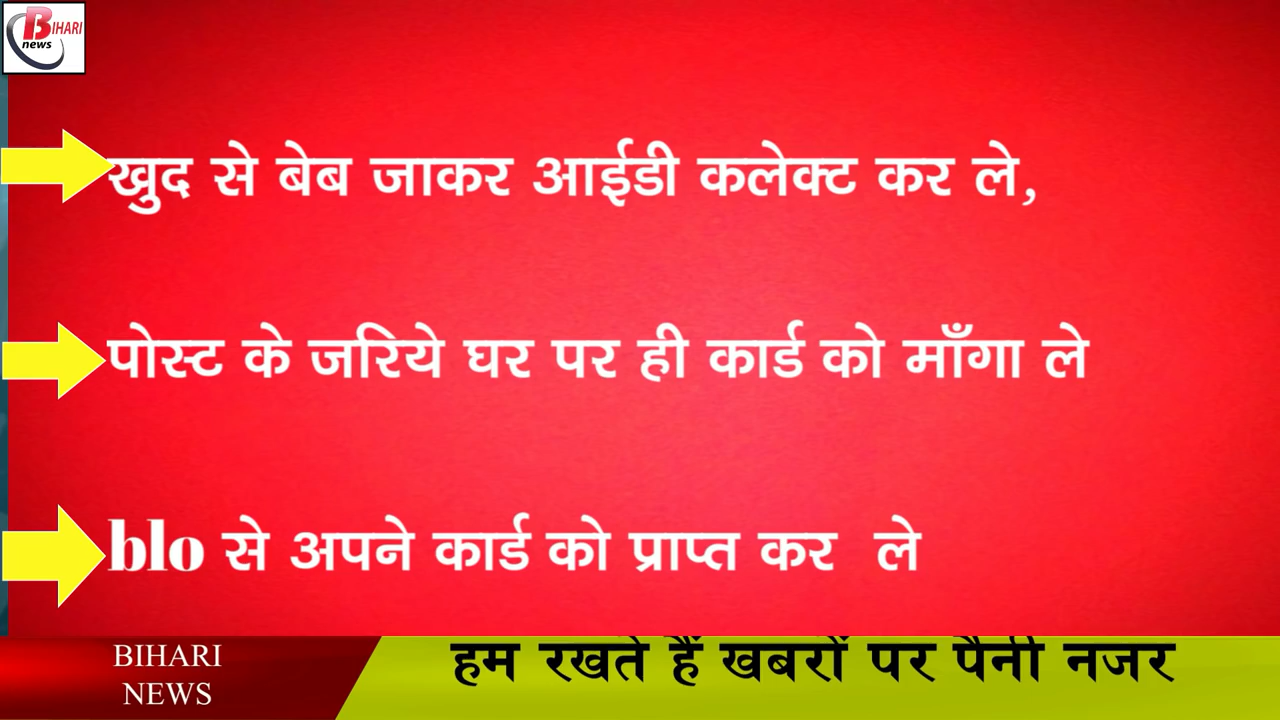 BIHARI
news
खुद से बेब जाकर आईडी कलेक्ट कर ले,
पोस्ट के जरिये घर पर ही कार्ड को माँगा ले
blo से अपने कार्ड को प्राप्त कर ले
BIHARI
NEWS
हम रखते हैं खबरों पर पैनी नजर